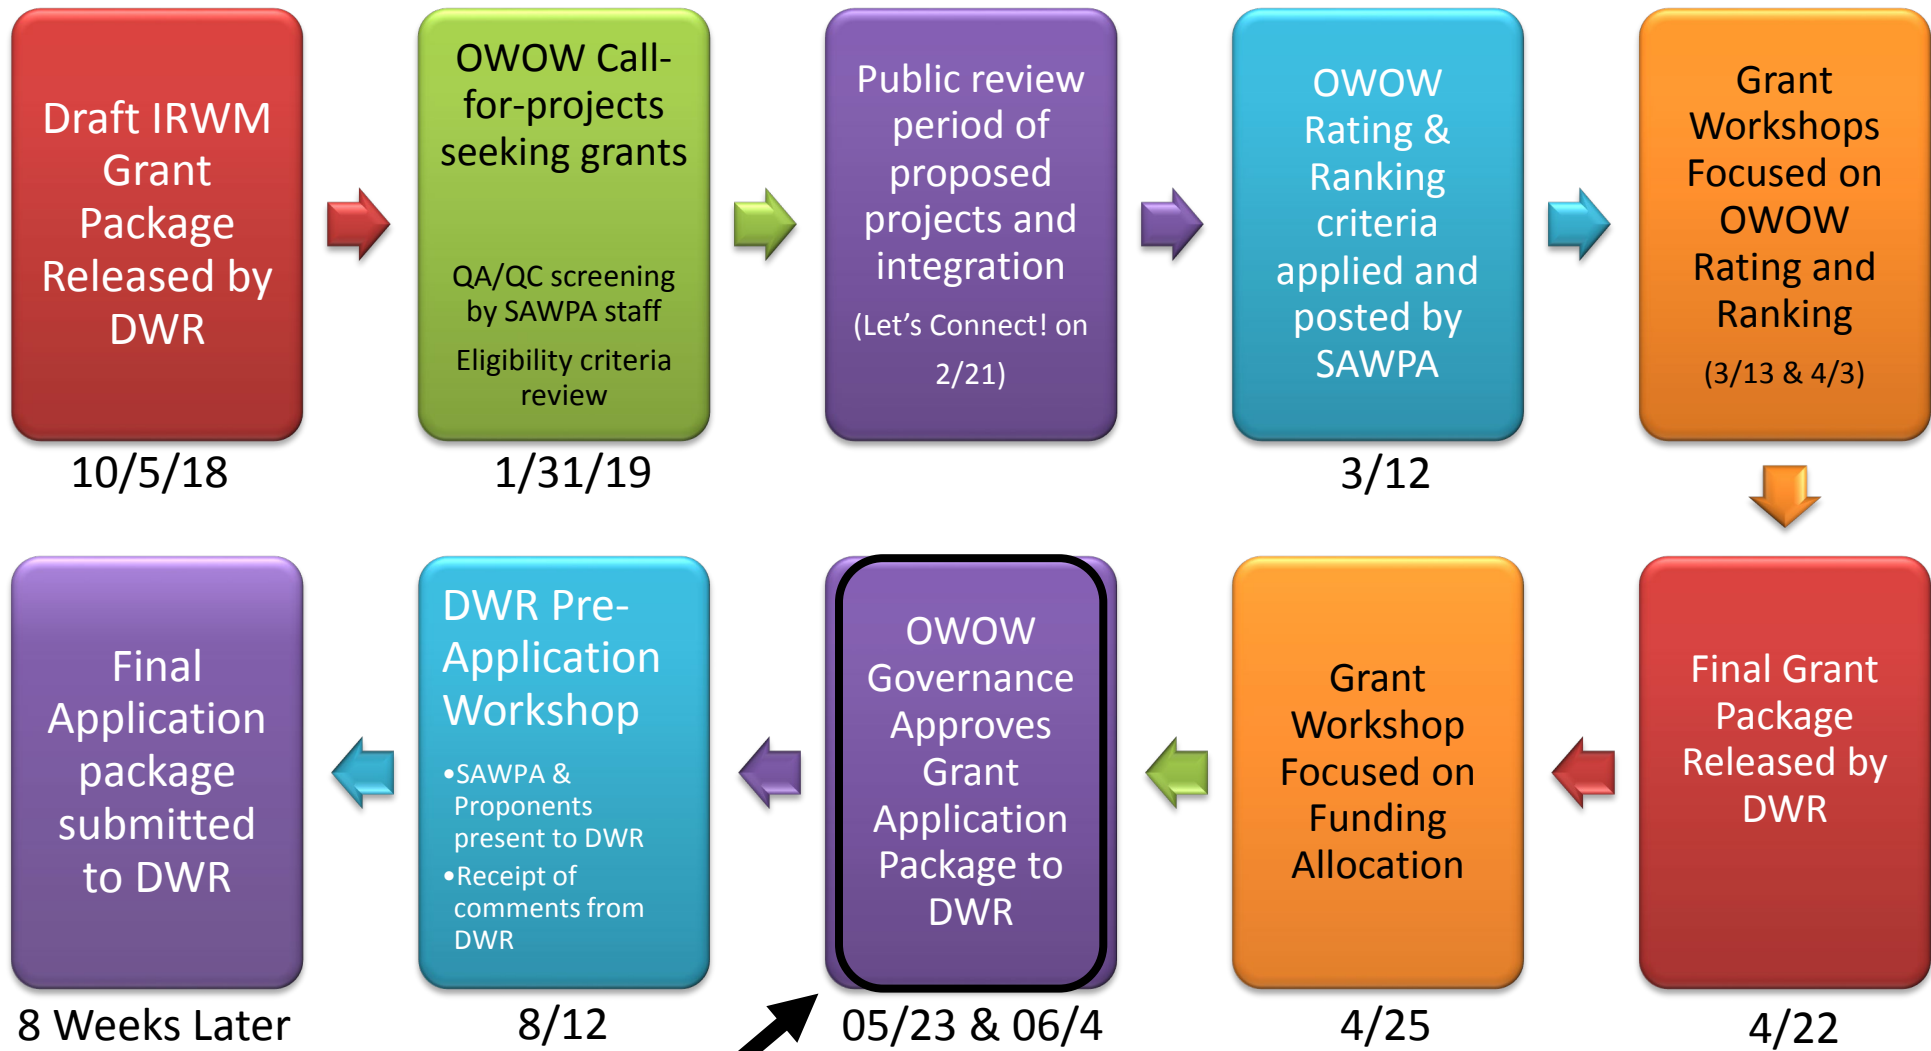 Draft IRWM
Grant
Package
Released by
DWR
10/5/18
OWOW Call-
for-projects
seeking grants
QA/QC screening
by SAWPA staff
Eligibility criteria
review
1/31/19
Public review
period of
proposed
projects and
integration
(Let’s Connect! on
2/21)
OWOW
Rating &
Ranking
criteria
applied and
posted by
SAWPA
3/12
Grant
Workshops
Focused on
OWOW
Rating and
Ranking
(3/13 & 4/3)
Final Grant
Package
Released by
DWR
4/22
Grant
Workshop
Focused on
Funding
Allocation
4/25
OWOW
Governance
Approves
Grant
Application
Package to
DWR
05/23 & 06/4
DWR Pre-
Application
Workshop
•SAWPA &
Proponents
present to DWR
•Receipt of
comments from
DWR
8/12
Final
Application
package
submitted
to DWR
8 Weeks Later